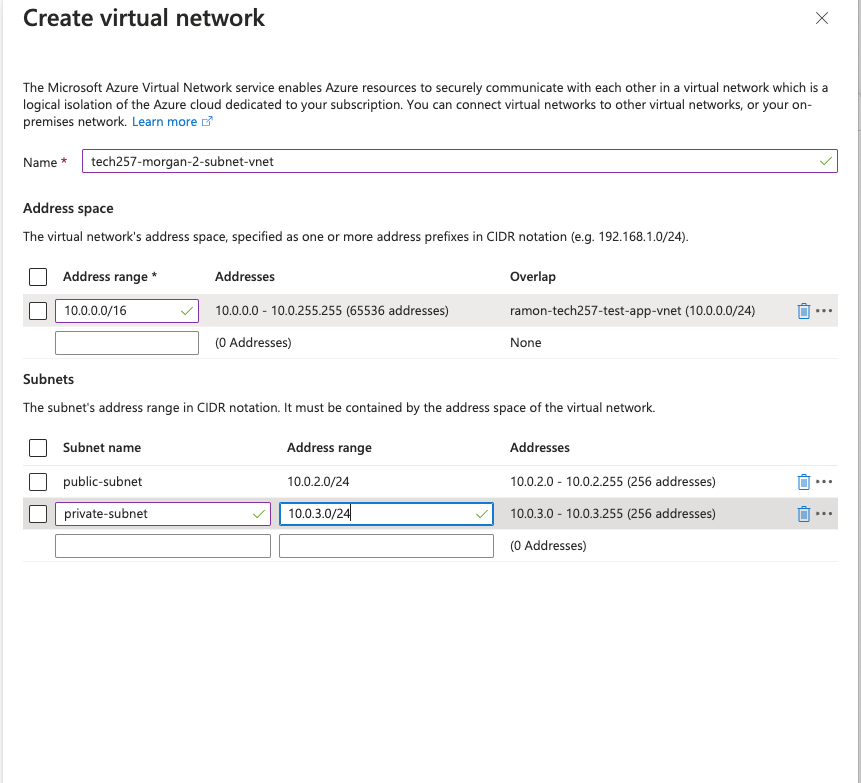 Create virtual network
The Microsoft Azure Virtual Network service enables Azure resources to securely communicate with each other in a virtual network which is a
logical isolation of the Azure cloud dedicated to your subscription. You can connect virtual networks to other virtual networks, or your on-
premises network. Learn more
Name * tech257-morgan-2-subnet-vnet
Address space
The virtual network's address space, specified as one or more address prefixes in CIDR notation (e.g. 192.168.1.0/24).
Address range * Addresses Overlap
10.0.0.0/16 10.0.0.0 - 10.0.255.255 (65536 addresses) ramon-tech257-test-app-vnet (10.0.0.0/24)
(0 Addresses) None
Subnets
The subnet's address range in CIDR notation. It must be contained by the address space of the virtual network.
Subnet name Address range Addresses
public-subnet 10.0.2.0/24 10.0.2.0 - 10.0.2.255 (256 addresses)
private-subnet 10.0.3.0/24 10.0.3.0 - 10.0.3.255 (256 addresses)
(0 Addresses)